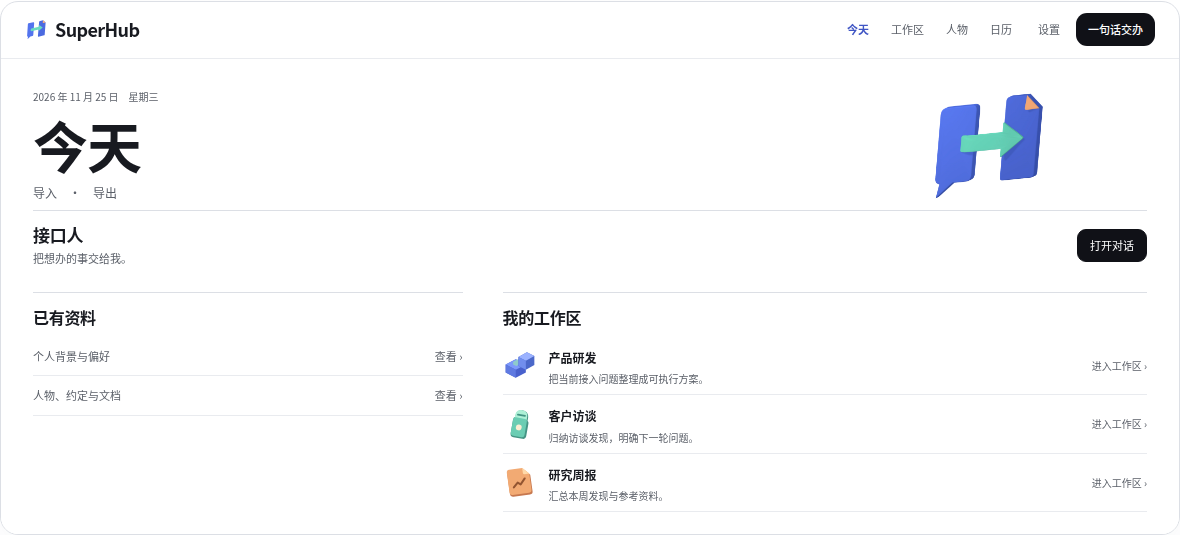 SuperHub
今天 工作区 人物 日历 设置 一句话交办
2026 年 11 月 25 日 星期三
今天
导入 · 导出
接口人
把想办的事交给我。
打开对话
已有资料
个人背景与偏好 查看 ›
人物、约定与文档 查看 ›
我的工作区
产品研发
把当前接入问题整理成可执行方案。
进入工作区 ›
客户访谈
归纳访谈发现，明确下一轮问题。
进入工作区 ›
研究周报
汇总本周发现与参考资料。
进入工作区 ›